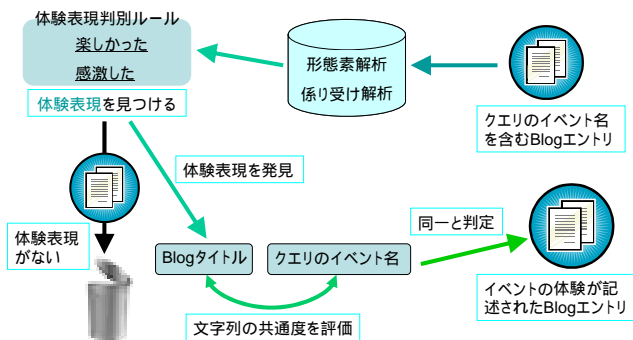 体験表現判別ルール
楽しかった
感激した
体験表現を見つける
形態素解析
係り受け解析
クエリのイベント名
を含むBlogエントリ
体験表現を発見
体験表現
がない
Blogタイトル
クエリのイベント名
同一と判定
文字列の共通度を評価
イベントの体験が記
述されたBlogエントリ